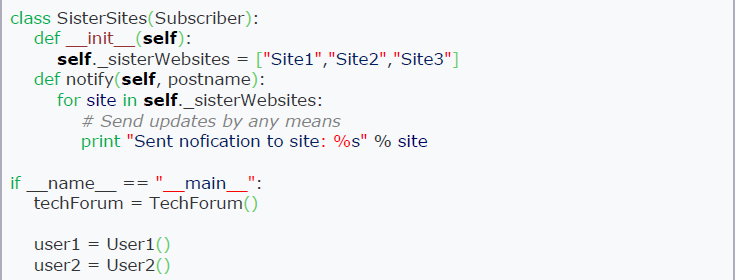 class SisterSites(Subscriber):
    def __init__(self):
        self._sisterWebsites = ["Site1","Site2","Site3"]
    def notify(self, postname):
        for site in self._sisterWebsites:
            # Send updates by any means
            print "Sent nofication to site: %s" % site

if __name__ == "__main__":
    techForum = TechForum()

    user1 = User1()
    user2 = User2()